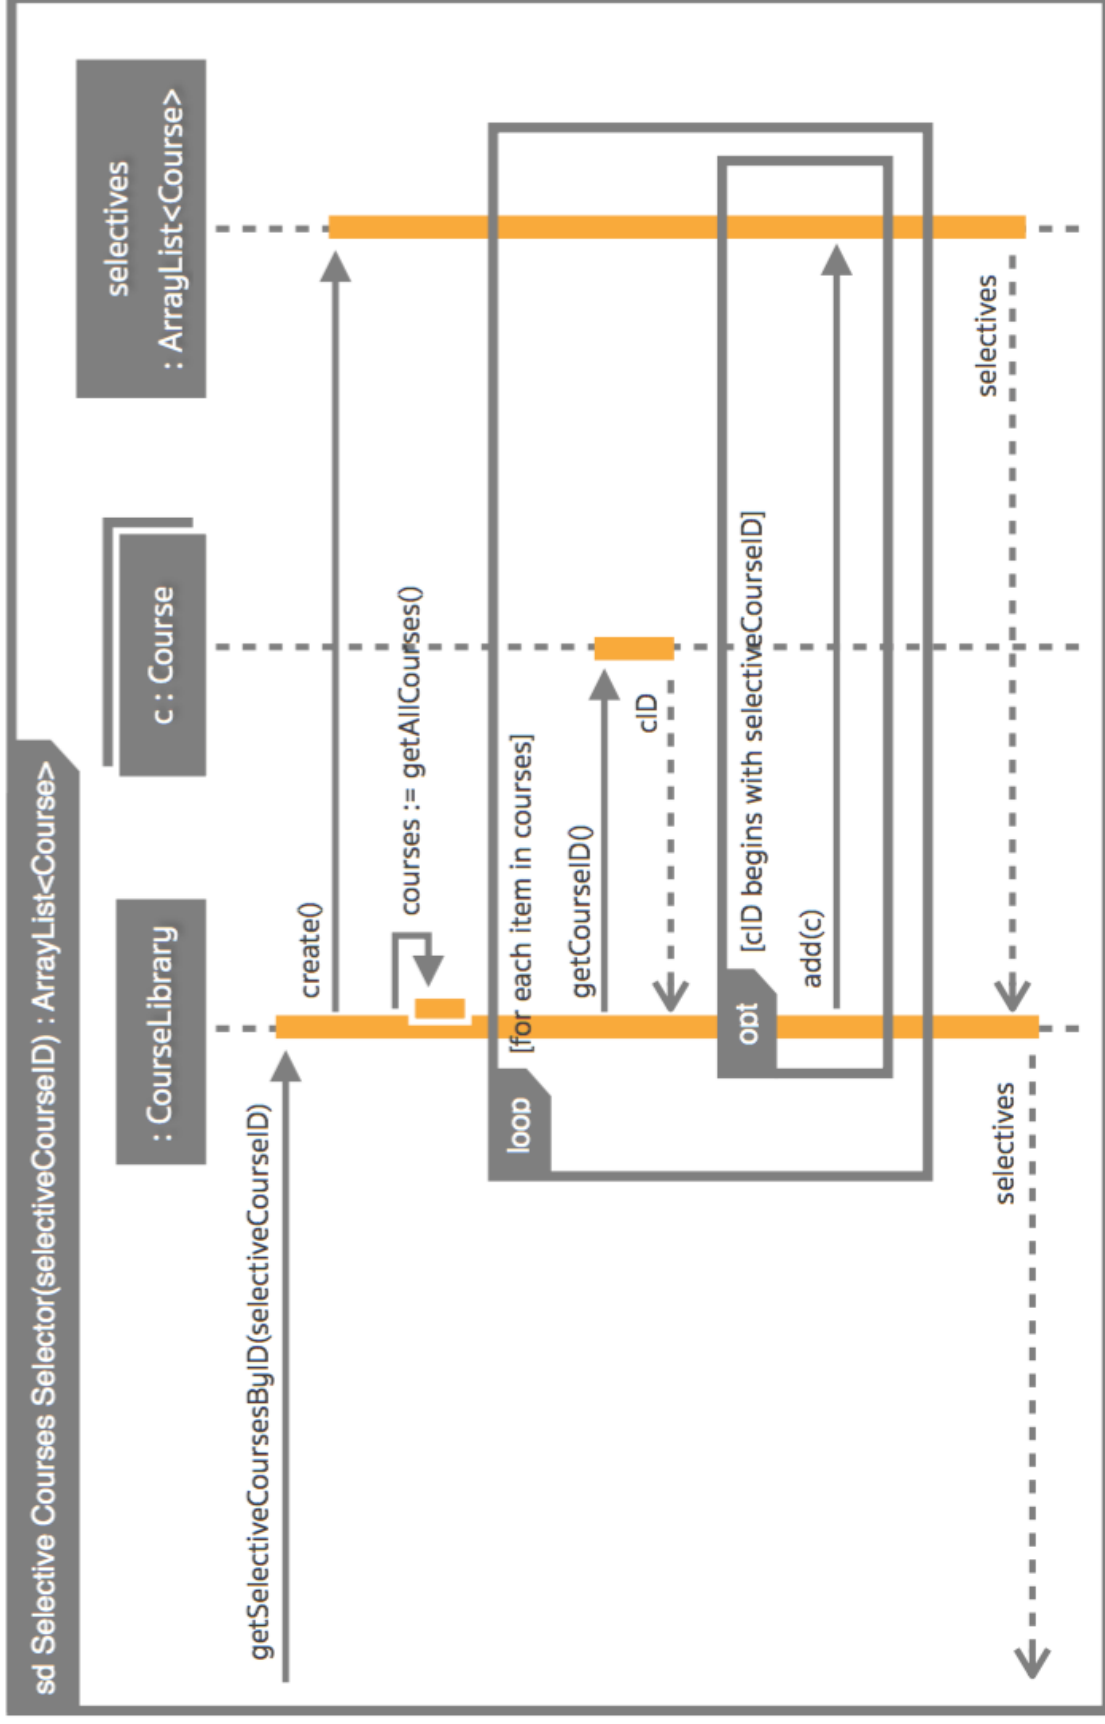 sd Selective Courses Selector(selectiveCourseID) : ArrayList<Course>
: CourseLibrary
c : Course
selectives
: ArrayList<Course>
getSelectiveCoursesByID(selectiveCourseID)
create()
courses := getAllCourses()
loop
[for each item in courses]
getCourseID()
cID
opt
[cID begins with selectiveCourseID]
add(c)
selectives
selectives